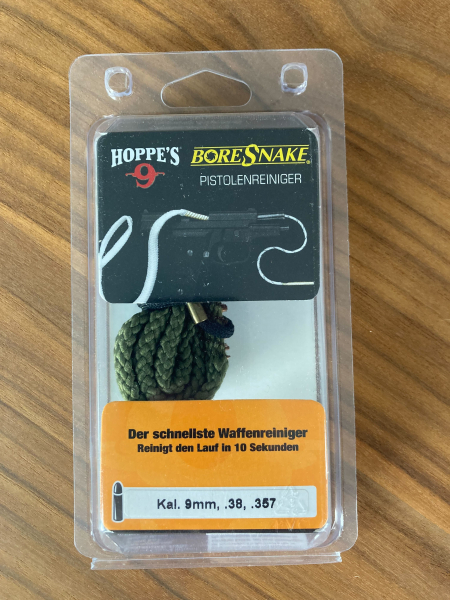 HOPPE'S
9
BORESNAKE®
PISTOLENREINIGER
Der schnellste Waffenreiniger
Reinigt den Lauf in 10 Sekunden
Kal. 9mm, .38, .357